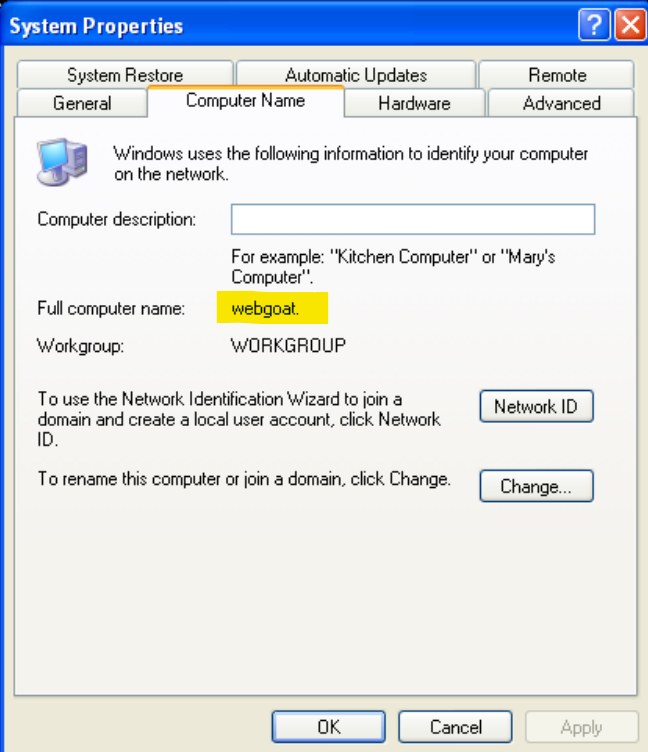 System Properties
System Restore Automatic Updates Remote
General Computer Name Hardware Advanced
Windows uses the following information to identify your computer
on the network.
Computer description:
For example: "Kitchen Computer" or "Mary's
Computer".
Full computer name: webgoat.
Workgroup: WORKGROUP
To use the Network Identification Wizard to join a
domain and create a local user account, click Network
ID.
Network ID
To rename this computer or join a domain, click Change.
Change...
OK Cancel Apply